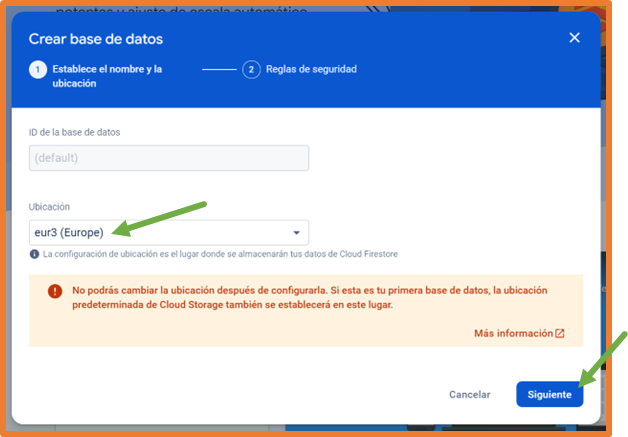 potentes y ajuste de escala automático
Crear base de datos
1 Establece el nombre y la
ubicación
2 Reglas de seguridad
ID de la base de datos
(default)
Ubicación
eur3 (Europe)
La configuración de ubicación es el lugar donde se almacenarán tus datos de Cloud Firestore
No podrás cambiar la ubicación después de configurarla. Si esta es tu primera base de datos, la ubicación
predeterminada de Cloud Storage también se establecerá en este lugar.
Más información
Cancelar
Siguiente